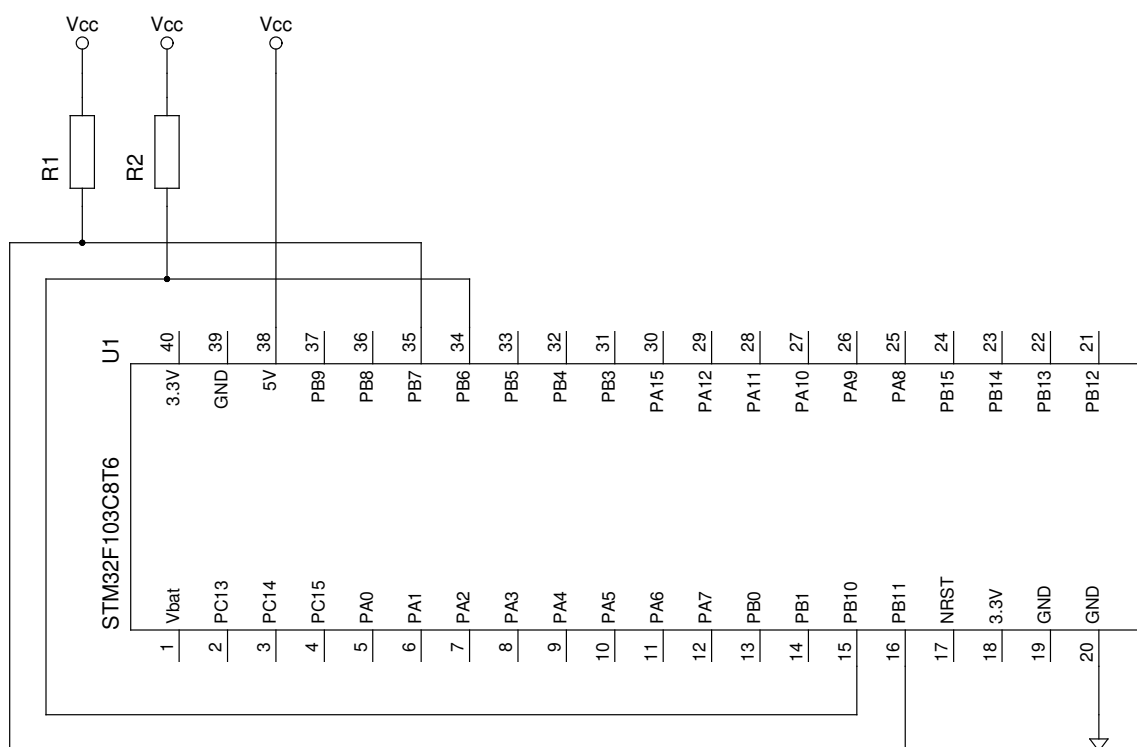 Vcc Vcc Vcc
R1 R2
U1
40 39 38 37 36 35 34 33 32 31 30 29 28 27 26 25 24 23 22 21
3.3V GND 5V PB9 PB8 PB7 PB6 PB5 PB4 PB3 PA15 PA12 PA11 PA10 PA9 PA8 PB15 PB14 PB13 PB12
STM32F103C8T6
Vbat PC13 PC14 PC15 PA0 PA1 PA2 PA3 PA4 PA5 PA6 PA7 PB0 PB1 PB10 PB11 NRST 3.3V GND GND
1 2 3 4 5 6 7 8 9 10 11 12 13 14 15 16 17 18 19 20